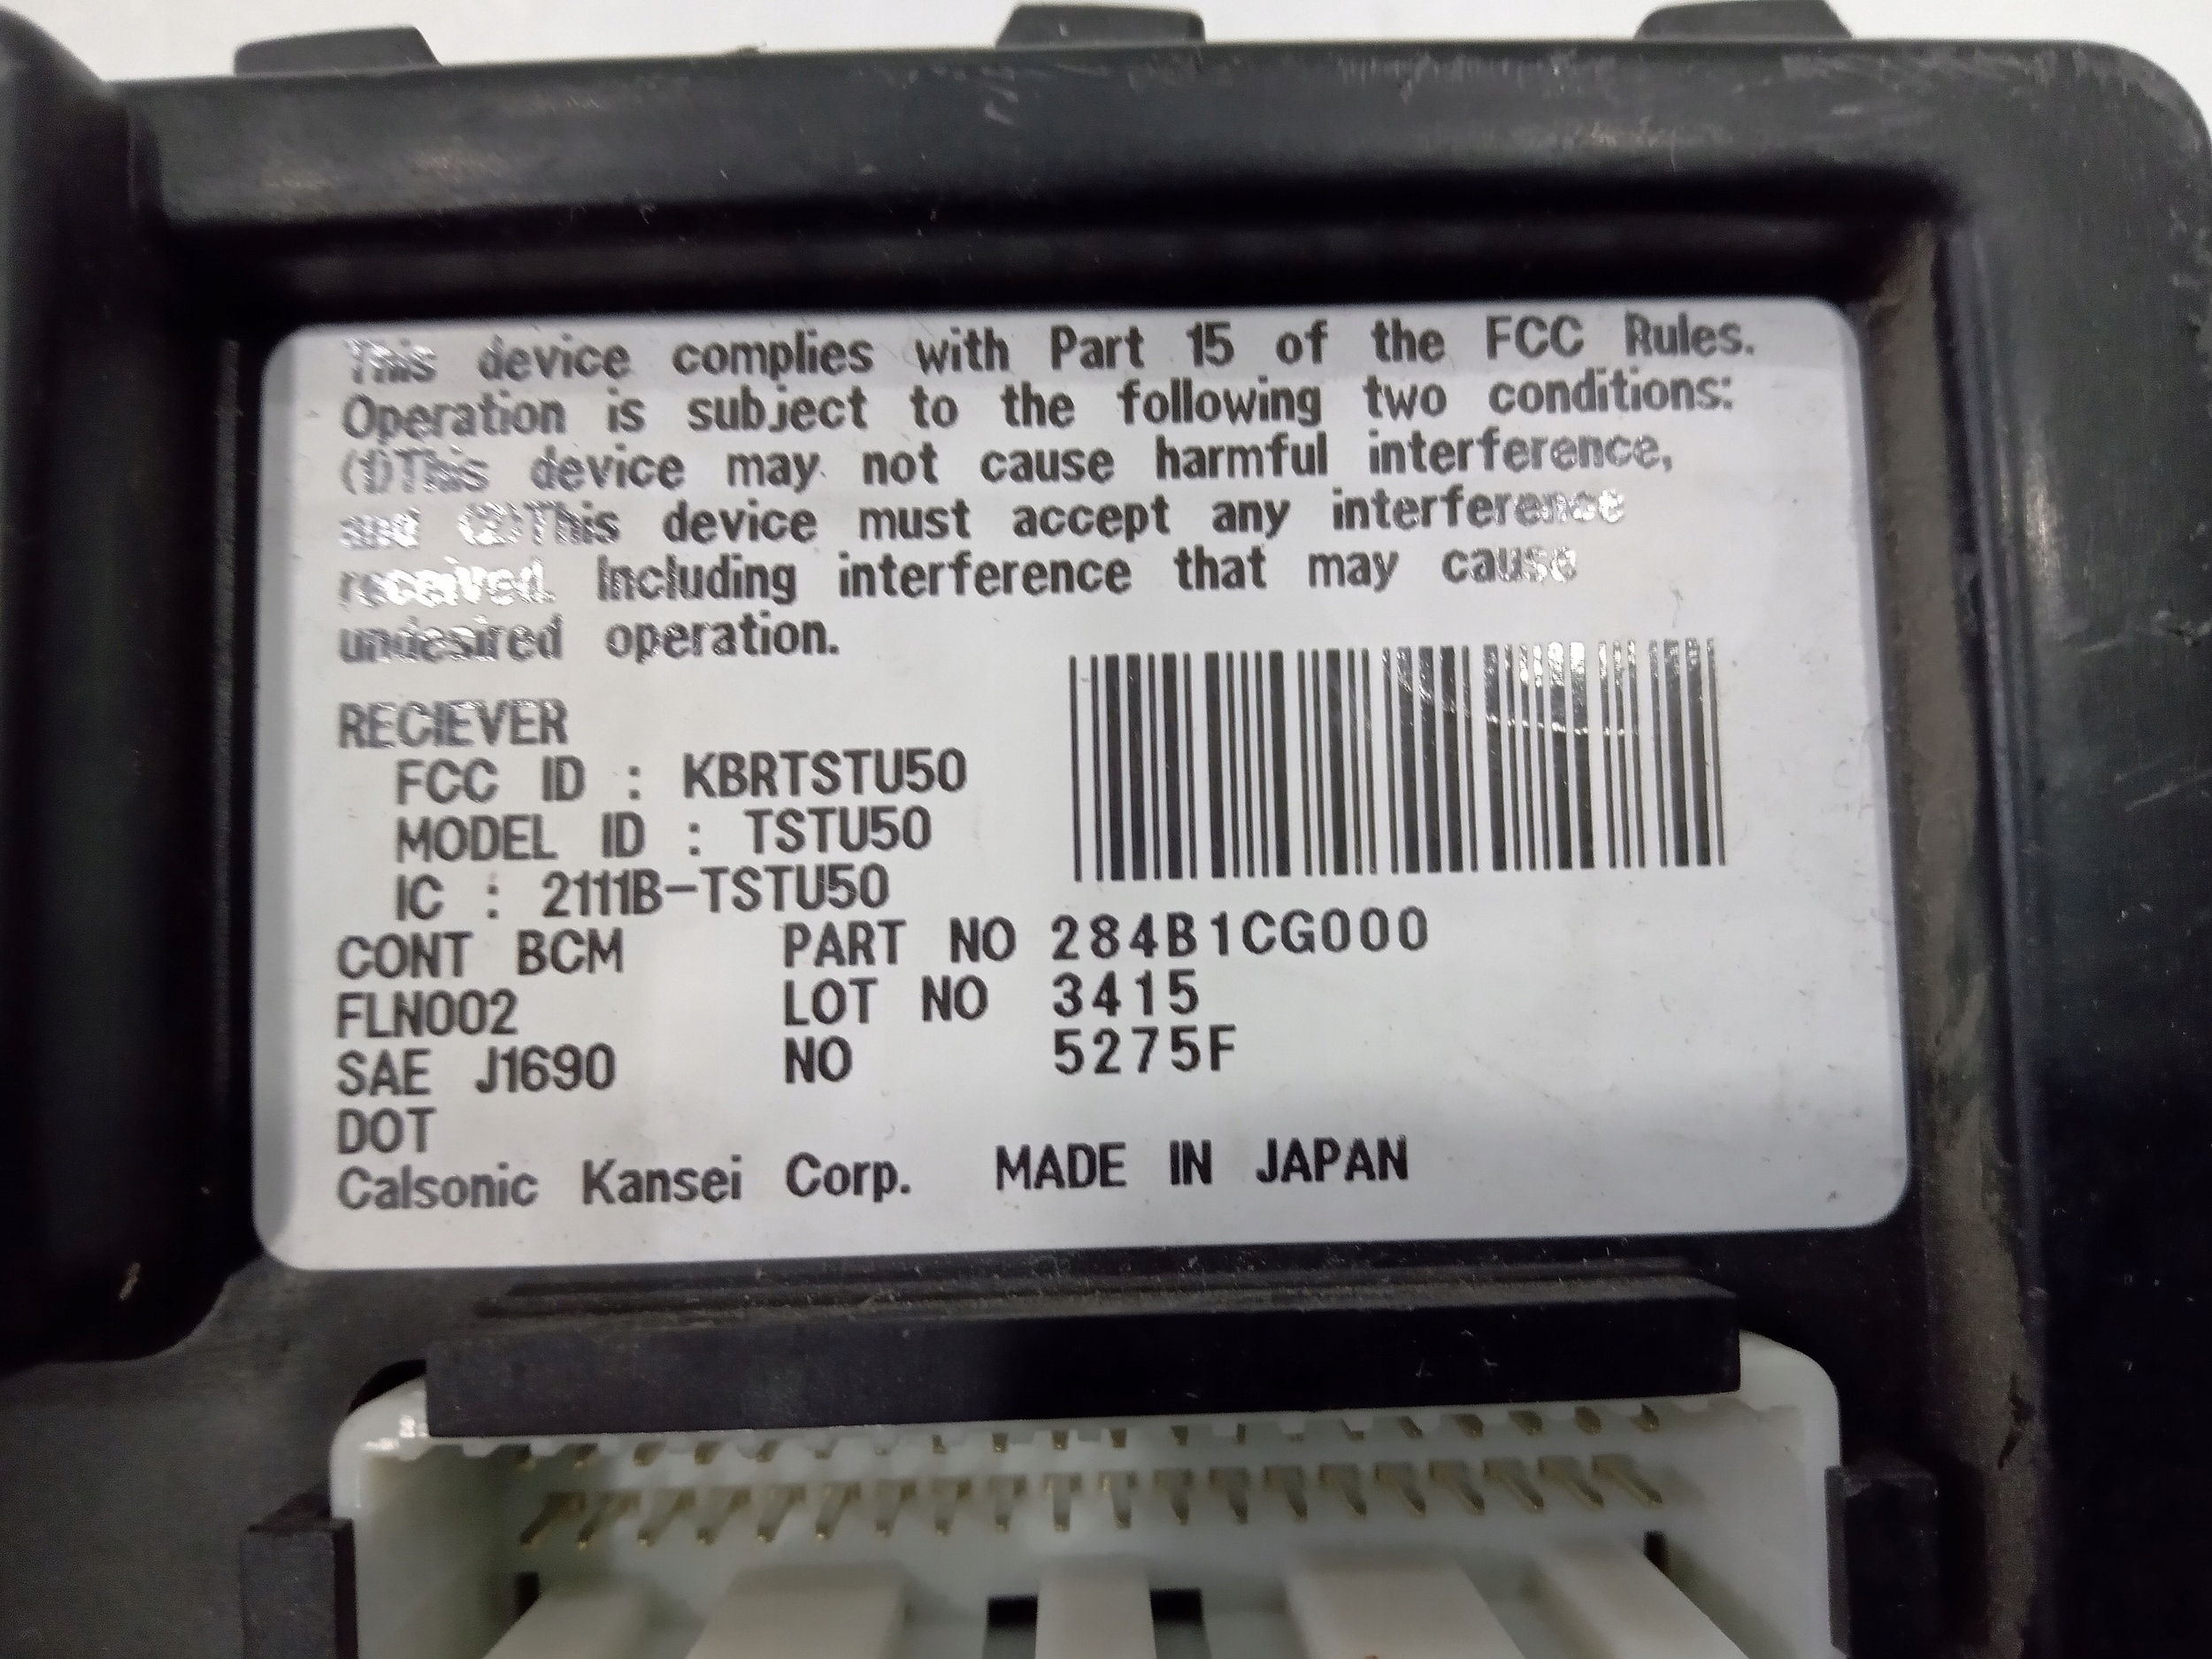 This device complies with Part 15 of the FCC Rules.
Operation is subject to the following two conditions:
(1)This device may not cause harmful interference,
and (2)This device must accept any interference
received. Including interference that may cause
undesired operation.
RECIEVER
FCC ID : KBRTSTU50
MODEL ID : TSTU50
IC : 2111B-TSTU50
CONT BCM PART NO 284B1CG000
FLN002 LOT NO 3415
SAE J1690 NO 5275F
DOT
Calsonic Kansei Corp. MADE IN JAPAN